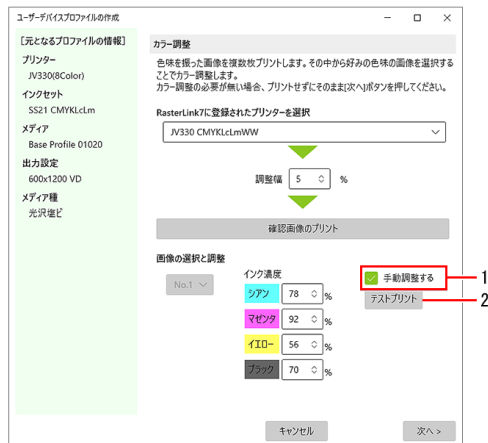 ユーザーデバイスプロファイルの作成
[元となるプロファイルの情報]
プリンター
JV330(8Color)
インクセット
SS21 CMYKLcLm
メディア
Base Profile 01020
出力設定
600x1200 VD
メディア種
光沢塩ビ
カラー調整
色味を振った画像を複数枚プリントします。その中から好みの色味の画像を選択する
ことでカラー調整します。
カラー調整の必要が無い場合、プリントせずにそのまま[次へ]ボタンを押してください。
RasterLink7に登録されたプリンターを選択
JV330 CMYKLcLmWW
調整幅 5 %
確認画像のプリント
画像の選択と調整
No.1
インク濃度
シアン 78 %
マゼンタ 92 %
イエロー 56 %
ブラック 70 %
手動調整する 1
テストプリント 2
キャンセル
次へ >